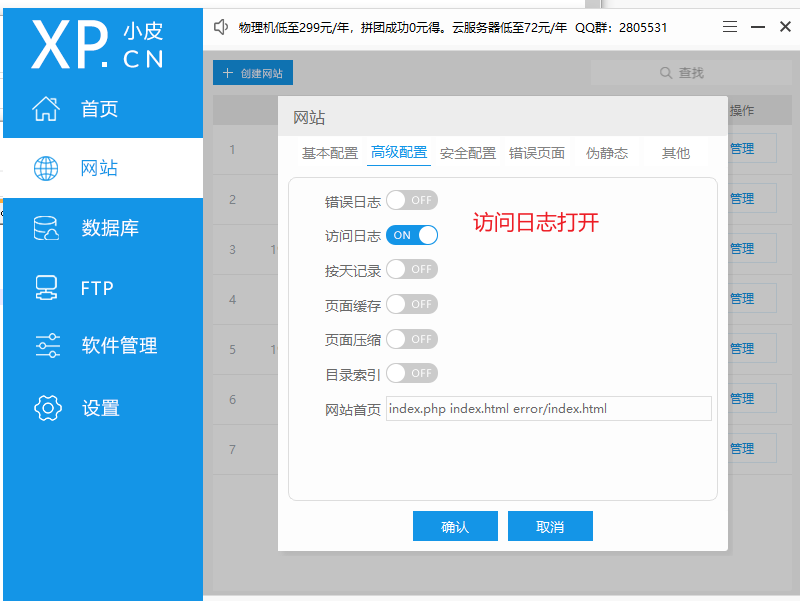 XP.CN 小皮
物理机低至299元/年，拼团成功0元得。云服务器低至72元/年 QQ群：2805531
首页
网站
数据库
FTP
软件管理
设置
创建网站
查找
操作
1 管理
2 管理
3 1 管理
4 管理
5 1 管理
6 管理
7 管理
网站
基本配置 高级配置 安全配置 错误页面 伪静态 其他
错误日志 OFF
访问日志 ON
访问日志打开
按天记录 OFF
页面缓存 OFF
页面压缩 OFF
目录索引 OFF
网站首页 index.php index.html error/index.html
确认 取消